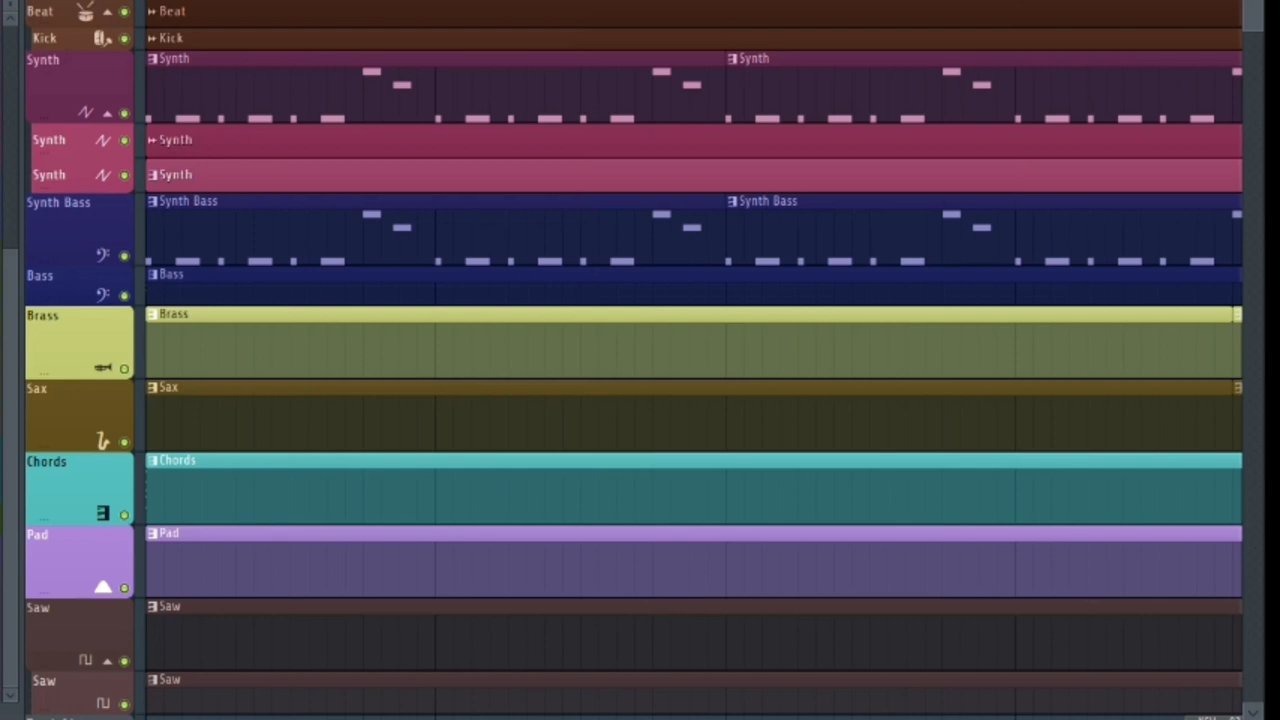 Beat Beat
Kick Kick
Synth Synth Synth
Synth Synth
Synth Synth
Synth Bass Synth Bass Synth Bass
Bass Bass
Brass Brass
Sax Sax
Chords Chords
Pad Pad
Saw Saw
Saw Saw